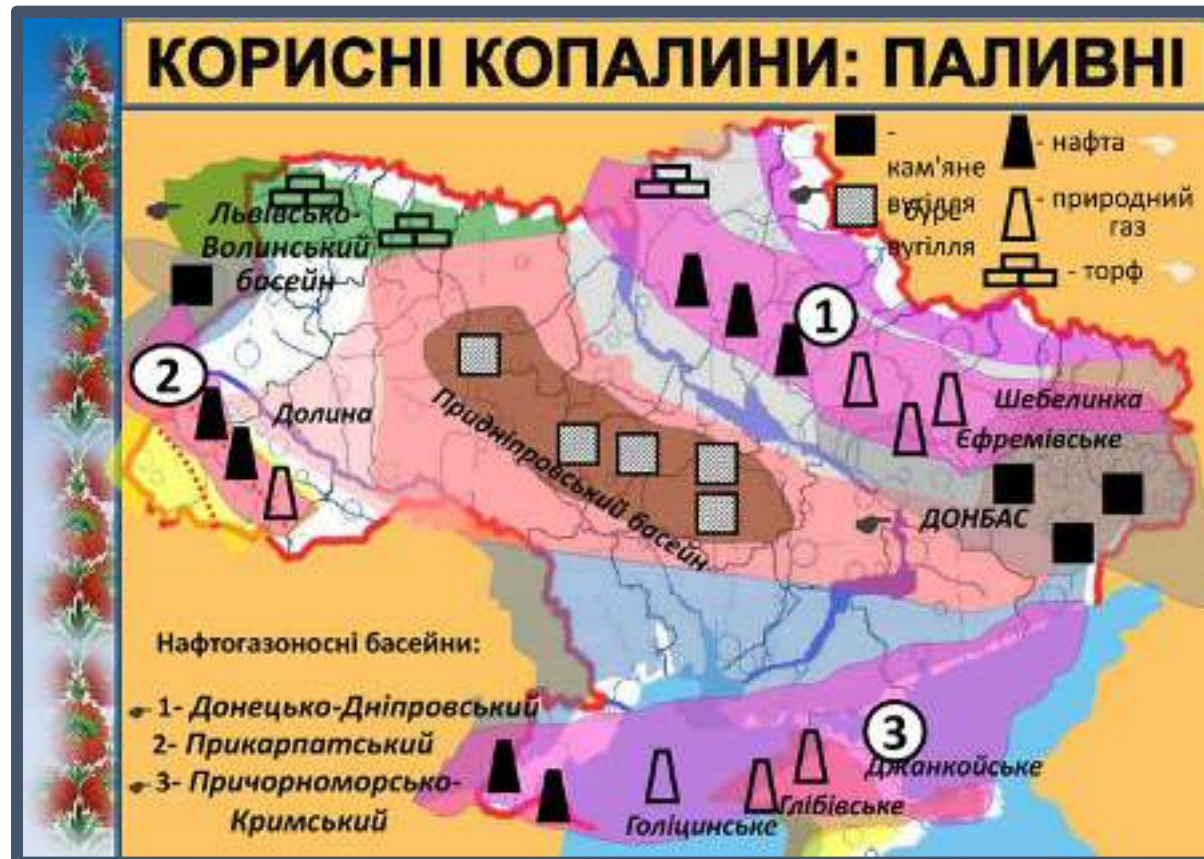 КОРИСНІ КОПАЛИНИ: ПАЛИВНІ
-
кам'яне
вугілля
буре
вугілля
- нафта
- природний
газ
- торф
Львівсько-
Волинський
басейн
1
2
Долина
Придніпровський басейн
Шебелинка
Єфремівське
ДОНБАС
Нафтогазоносні басейни:
1- Донецько-Дніпровський
2- Прикарпатський
3- Причорноморсько-
Кримський
3
Джанкойське
Глібівське
Голіцинське